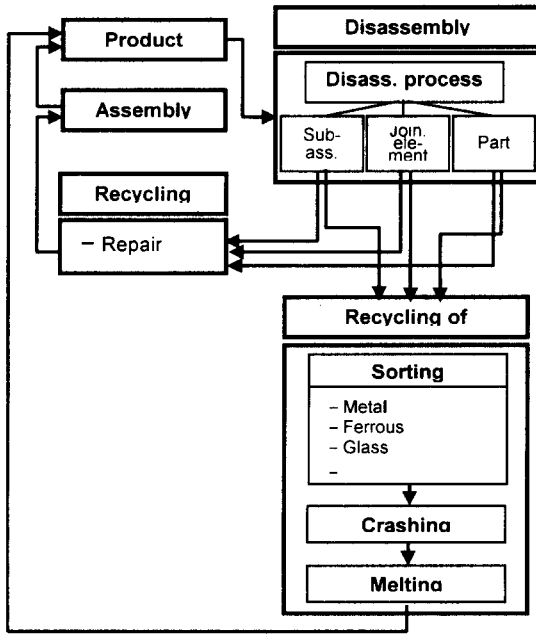 Product
Disassembly
Disass. process
Assembly
Sub-
ass.
Join.
ele-
ment
Part
Recycling
– Repair
Recycling of
Sorting
– Metal
– Ferrous
– Glass
–
Crashing
Melting